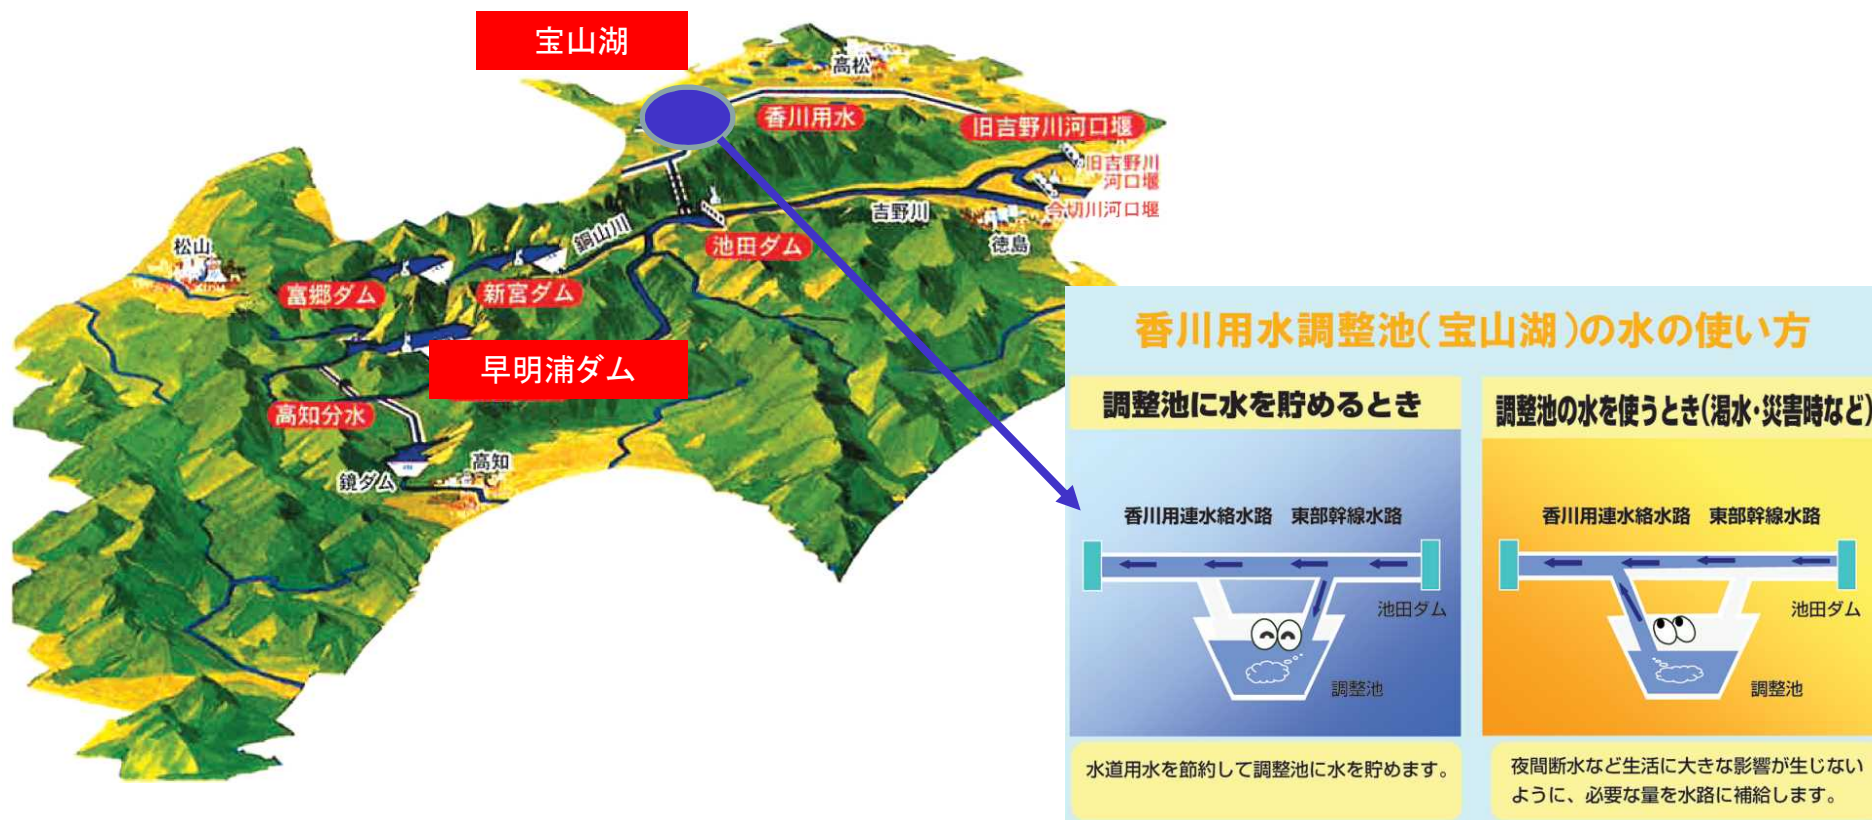 宝山湖
高松
香川用水
旧吉野川河口堰
旧吉野川
河口堰
今切川河口堰
吉野川
徳島
銅山川
池田ダム
松山
富郷ダム
新宮ダム
早明浦ダム
高知分水
高知
鏡ダム
香川用水調整池(宝山湖)の水の使い方
調整池に水を貯めるとき
香川用連水絡水路 東部幹線水路
池田ダム
調整池
水道用水を節約して調整池に水を貯めます。
調整池の水を使うとき(渇水・災害時など)
香川用連水絡水路 東部幹線水路
池田ダム
調整池
夜間断水など生活に大きな影響が生じない
ように、必要な量を水路に補給します。